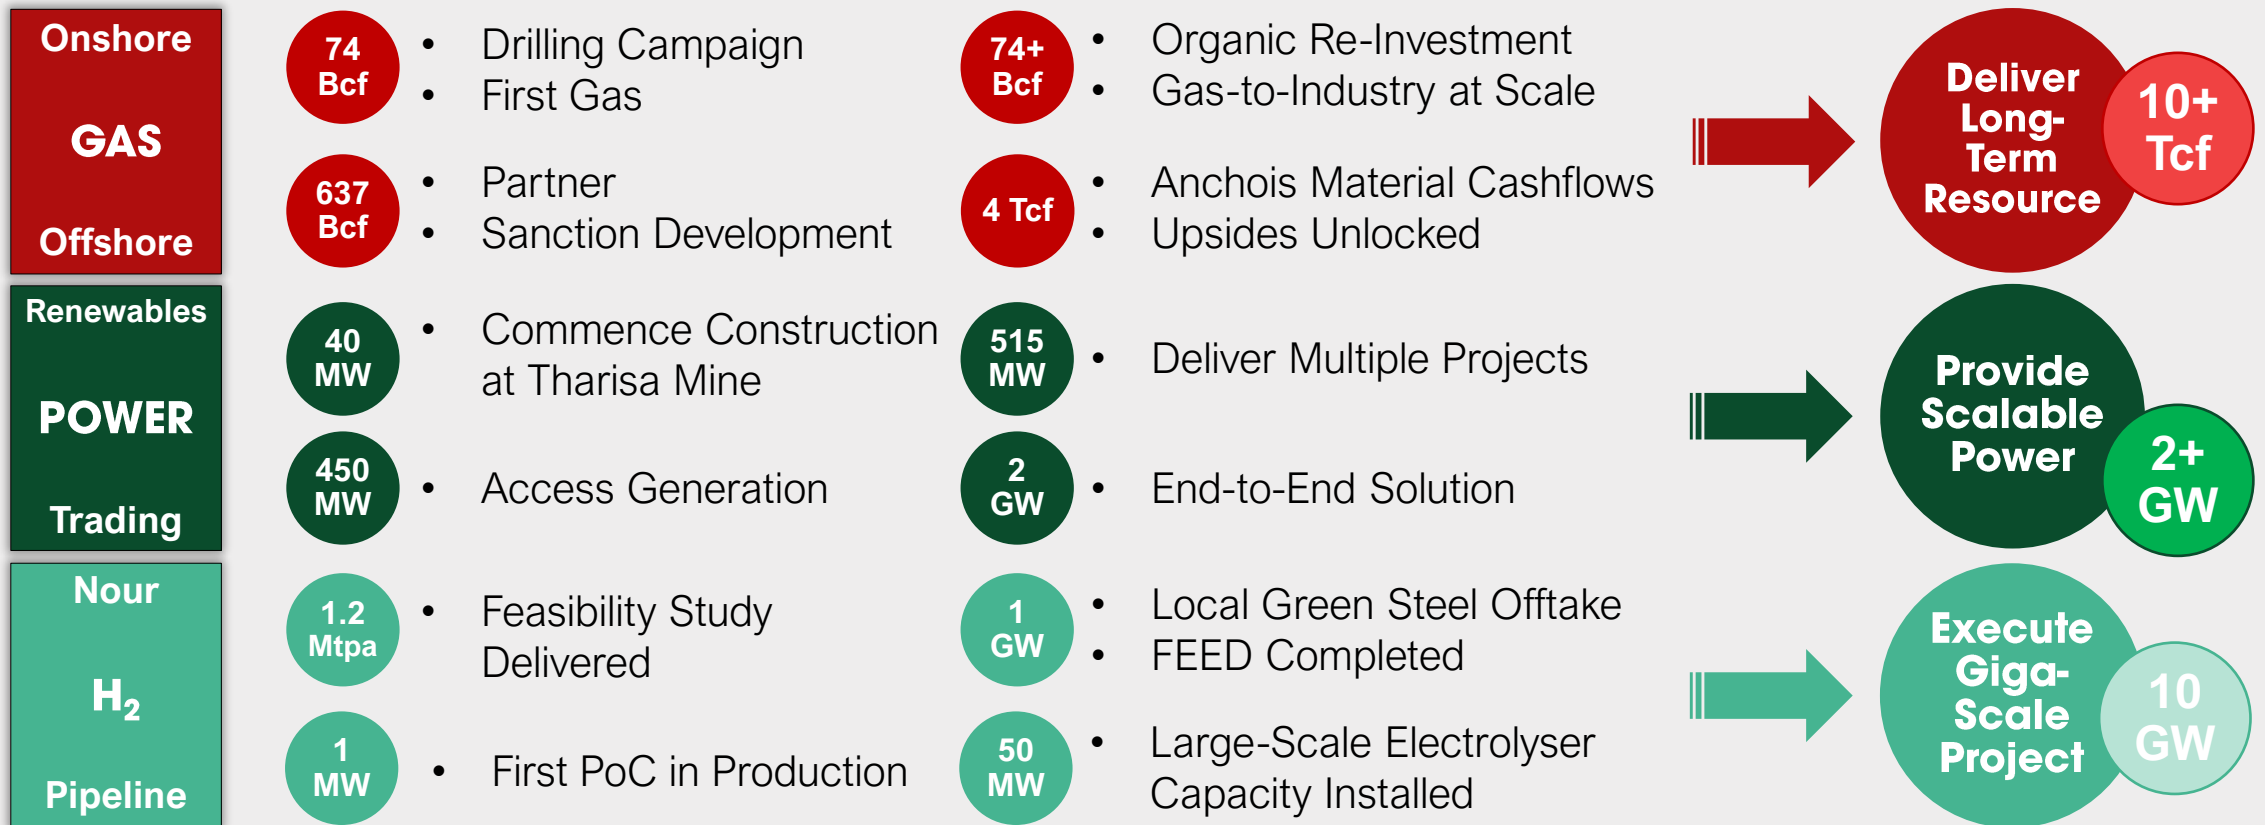 Onshore
GAS
Offshore
74
Bcf
• Drilling Campaign
• First Gas
74+
Bcf
• Organic Re-Investment
• Gas-to-Industry at Scale
637
Bcf
• Partner
• Sanction Development
4 Tcf
• Anchois Material Cashflows
• Upsides Unlocked
Deliver
Long-
Term
Resource
10+
Tcf
Renewables
POWER
Trading
40
MW
• Commence Construction
at Tharisa Mine
515
MW
• Deliver Multiple Projects
450
MW
• Access Generation
2
GW
• End-to-End Solution
Provide
Scalable
Power
2+
GW
Nour
H₂
Pipeline
1.2
Mtpa
• Feasibility Study
Delivered
1
GW
• Local Green Steel Offtake
• FEED Completed
1
MW
• First PoC in Production
50
MW
• Large-Scale Electrolyser
Capacity Installed
Execute
Giga-
Scale
Project
10
GW